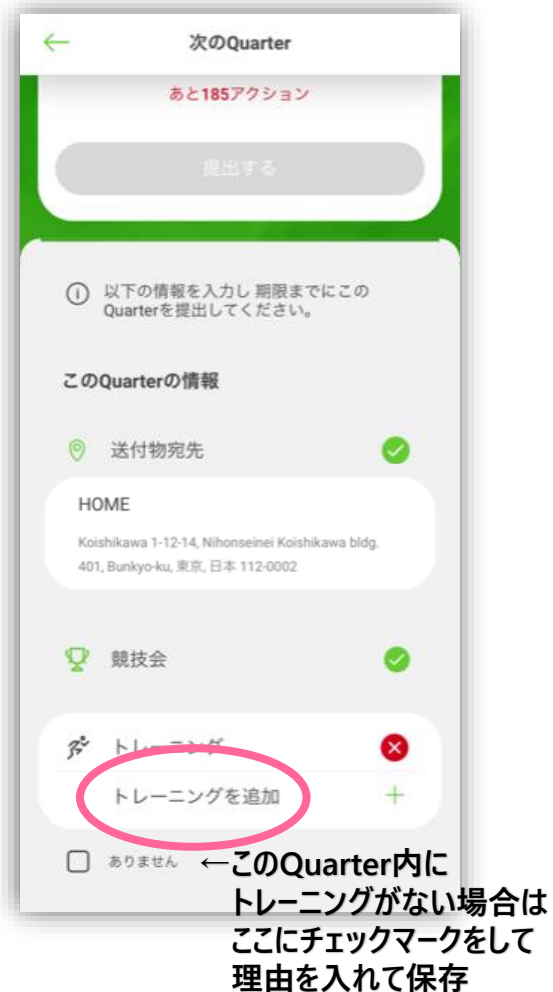 次のQuarter
あと185アクション
提出する
以下の情報を入力し 期限までにこの
Quarterを提出してください。
このQuarterの情報
送付物宛先
HOME
Koishikawa 1-12-14, Nihonseinei Koishikawa bldg.
401, Bunkyo-ku, 東京, 日本 112-0002
競技会
トレーニング
トレーニングを追加
ありません ←このQuarter内に
トレーニングがない場合は
ここにチェックマークをして
理由を入れて保存